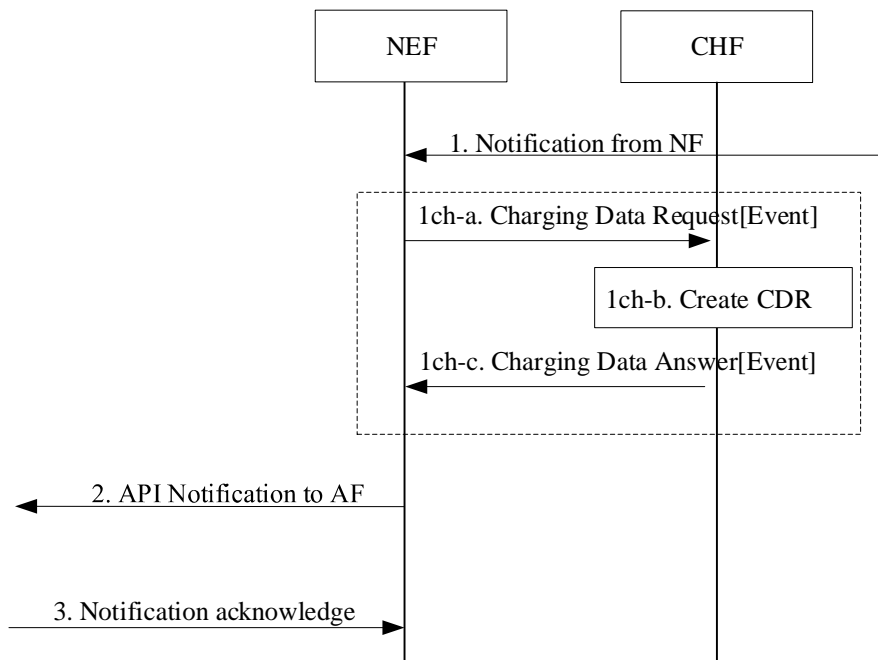 NEF
CHF
1. Notification from NF
1ch-a. Charging Data Request[Event]
1ch-b. Create CDR
1ch-c. Charging Data Answer[Event]
2. API Notification to AF
3. Notification acknowledge